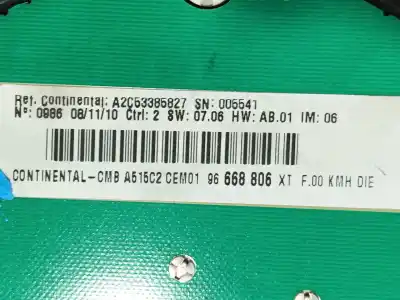 Ref. Continental: A2C53385827 SN: 005541
N°: 0986 08/11/10 Ctrl: 2 SW: 07.06 HW: AB.01 IM: 06
CONTINENTAL-CMB A515C2 CEM01 96 668 806 XT F.00 KMH DIE